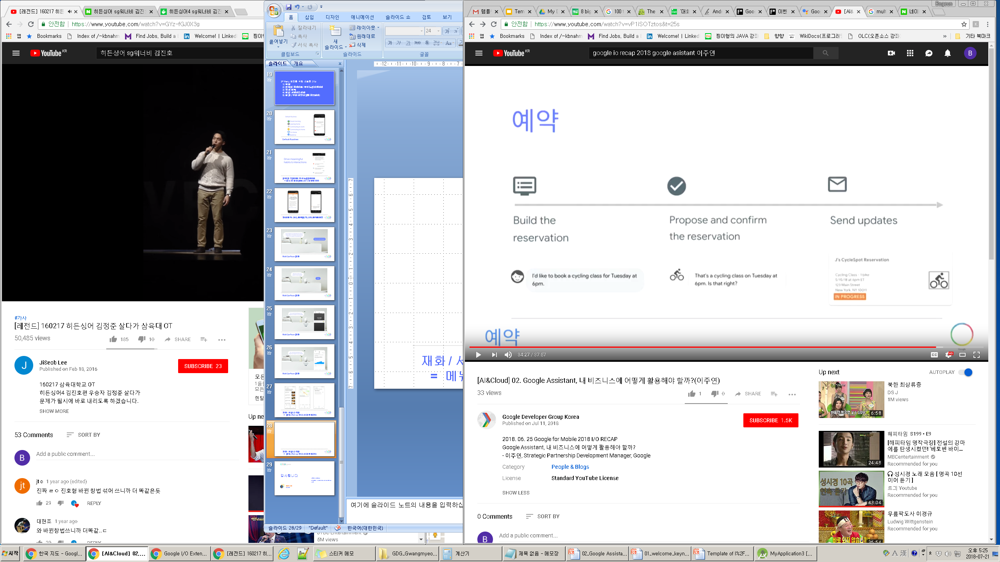 [레전드] 160217 히든
히든싱어 sg워너비 김진호
히든싱어4 sg워너비 김진
안전함
https://www.youtube.com/watch?v=GYz-fGJ0X3g
앱
Bookmarks
Index of /~kbnahm
Find Jobs, Build a
Welcome! | Linked
YouTube KR
히든싱어 sg워너비 김진호
#가사
[레전드] 160217 히든싱어 김정준 살다가 삼육대 OT
50,485 views
185
10
SHARE
J
JiSeob Lee
Published on Feb 18, 2016
SUBSCRIBE 23
160217 삼육대학교 OT
히든싱어4 김진호편 우승자 김정준 살다가
문제가 될시에 바로 내리도록 하겠습니다.
SHOW MORE
53 Comments
SORT BY
B
Add a public comment...
jt
jt c 1 year ago (edited)
진짜 ㄹㅇ 진호형 바뀐 창법 섞어 쓰니까 더 똑같은듯
29
REPLY
대현조 1 year ago
와 바뀐창법쓰니까 더똑같..ㄷ
5M views
홈
삽입
디자인
애니메이션
슬라이드 쇼
검토
보기
붙여넣기
잘라내기
복사
서식 복사
클립보드
새 슬라이드
레이아웃
원래대로
삭제
슬라이드
24
글꼴
슬라이드
개요
19
20
Default Routines
21
Drive meaningful
habits & interactions
22
23
24
25
26
27
28
29
감사합니다
재화 / 서
= 메뉴
여기에 슬라이드 노트의 내용을 입력하십
슬라이드 28/29
"Default"
한국어(대한민국)
Bogeun
템플
Tem
My D
8 big
100 t
The
'대화
Andr
Goog
이벤
Goog
[AI&
mult
네이
안전함
https://www.youtube.com/watch?v=vP1iSOTztos&t=25s
앱
Bookmarks
Index of /~kbnahm
Find Jobs, Build a
Welcome! | Linked
찡미형의 JAVA 강좌
향향
WikiDocs(프로그래밍
OLC(오픈소스 강좌
기타 북마크
YouTube KR
google io recap 2018 google asistant 이주연
B
예약
Build the
reservation
Propose and confirm
the reservation
Send updates
I'd like to book a cycling class for Tuesday at
6pm.
That's a cycling class on Tuesday at
6pm. Is that right?
J's CycleSpot Reservation
Cycling Class - 1 bike
5/15/18 at 6pm ET
123 Main Street
New York, NY 10011
IN PROGRESS
예약
34:27 / 37:57
[AI&Cloud] 02. Google Assistant, 내 비즈니스에 어떻게 활용해야 할까?(이주연)
33 views
1
0
SHARE
Google Developer Group Korea
Published on Jul 11, 2018
SUBSCRIBE 1.5K
2018. 06. 25 Google for Mobile 2018 I/O RECAP
Google Assistant, 내 비즈니스에 어떻게 활용해야 할까?
- 이주연, Strategic Partnership Development Manager, Google
Category
People & Blogs
License
Standard YouTube License
SHOW LESS
0 Comments
SORT BY
B
Add a public comment...
Up next
AUTOPLAY
6:58
북한 최상류층
DS J
1M views
24:48
해피타임 S199 • E9
[해피타임 명작극장] 전설의 강마
에를 탄생시켰던! '베토벤 바이...
MBCentertainment
Recommended for you
성시경 10곡
연속 듣기
43:04
성시경 노래 모음 [ 명곡 10선
이어 듣기 ]
르긔 Youtube
Recommended for you
35:54
무릎팍도사 이경규
Ludwig Wittgenstein
Recommended for you
시작
한국 지도 - Googl...
[AI&Cloud] 02....
Google I/O Exten...
[레전드] 160217 히...
스티커 메모
GDG_Gwangmyeo...
계산기
제목 없음 - 메모장
02_Google Assista...
01_welcome_keyn...
Template of I%2F...
MyApplication3 [...
오후 5:25
2018-07-21